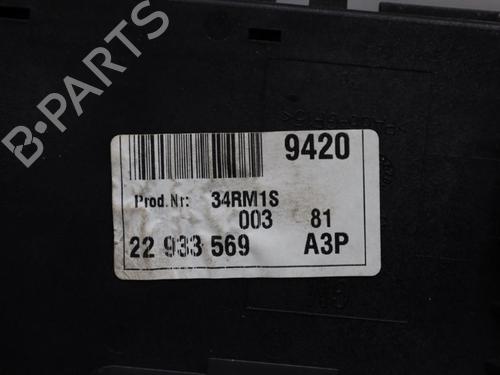 B-PARTS
9420
Prod.Nr: 34RM1S
003 81
22 933 569 A3P